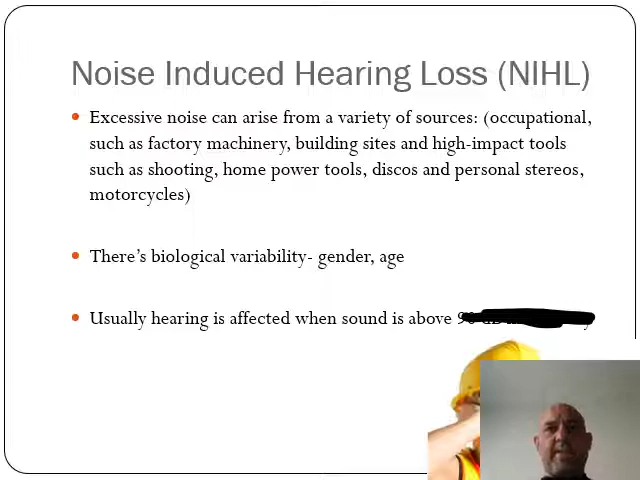 Noise Induced Hearing Loss (NIHL)
Excessive noise can arise from a variety of sources: (occupational,
such as factory machinery, building sites and high-impact tools
such as shooting, home power tools, discos and personal stereos,
motorcycles)
There's biological variability- gender, age
Usually hearing is affected when sound is above